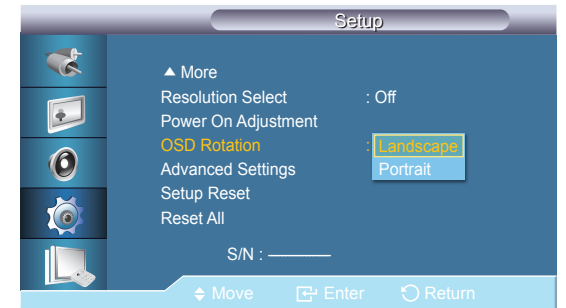 Setup
▲ More
Resolution Select : Off
Power On Adjustment
OSD Rotation : Landscape
Advanced Settings Portrait
Setup Reset
Reset All
S/N : ––––––––
Move Enter Return